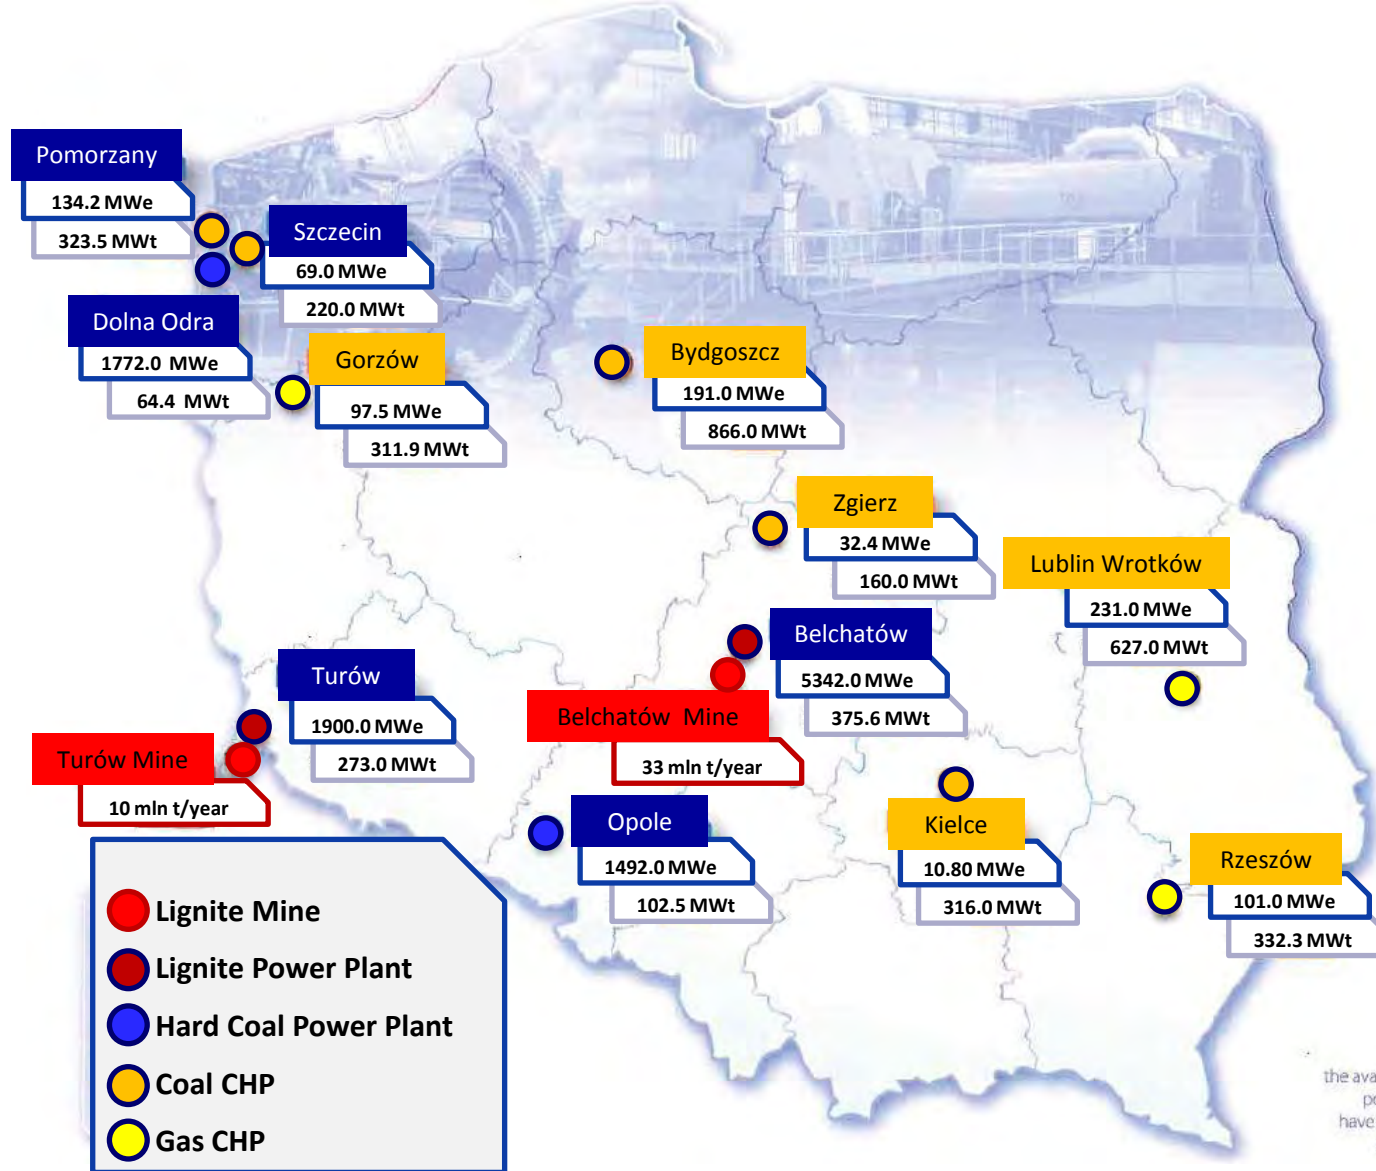 Pomorzany
134.2 MWe
323.5 MWt
Szczecin
69.0 MWe
220.0 MWt
Dolna Odra
1772.0 MWe
64.4 MWt
Gorzów
97.5 MWe
311.9 MWt
Bydgoszcz
191.0 MWe
866.0 MWt
Zgierz
32.4 MWe
160.0 MWt
Lublin Wrotków
231.0 MWe
627.0 MWt
Belchatów
5342.0 MWe
375.6 MWt
Belchatów Mine
33 mln t/year
Turów
1900.0 MWe
273.0 MWt
Turów Mine
10 mln t/year
Opole
1492.0 MWe
102.5 MWt
Kielce
10.80 MWe
316.0 MWt
Rzeszów
101.0 MWe
332.3 MWt
Lignite Mine
Lignite Power Plant
Hard Coal Power Plant
Coal CHP
Gas CHP
the ava
po
have